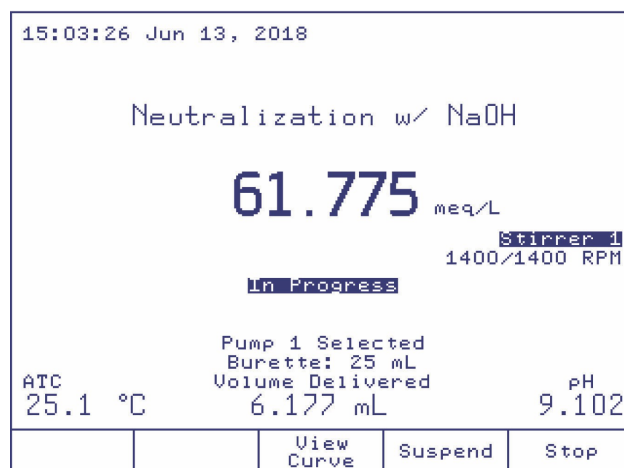 15:03:26 Jun 13, 2018
Neutralization w/ NaOH
61.775 meq/L
Stirrer 1
1400/1400 RPM
In Progress
Pump 1 Selected
Burette: 25 mL
ATC Volume Delivered pH
25.1 °C 6.177 mL 9.102
View Curve
Suspend
Stop